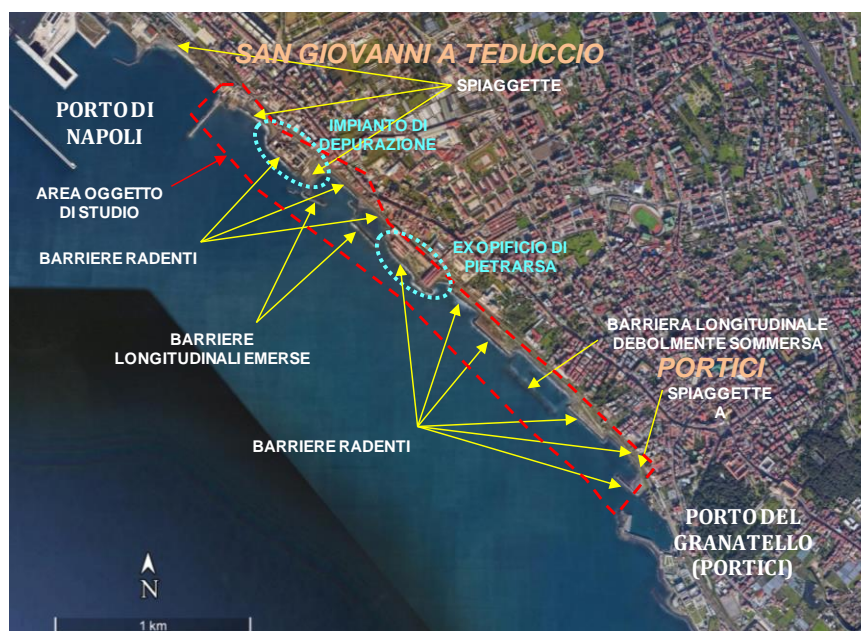 SAN GIOVANNI A TEDUCCIO
SPIAGGETTE
PORTO DI
NAPOLI
IMPIANTO DI
DEPURAZIONE
AREA OGGETTO
DI STUDIO
BARRIERE RADENTI
EX OPIFICIO DI
PIETRARSA
BARRIERE
LONGITUDINALI EMERSE
BARRIERA LONGITUDINALE
DEBOLMENTE SOMMERSA
PORTICI
SPIAGGETTE
A
BARRIERE RADENTI
PORTO DEL
GRANATELLO
(PORTICI)
N
1 km